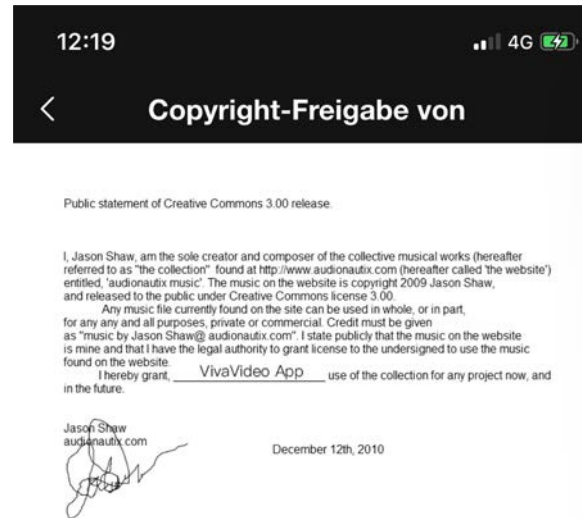 12:19
4G
Copyright-Freigabe von
Public statement of Creative Commons 3.00 release.
I, Jason Shaw, am the sole creator and composer of the collective musical works (hereafter
referred to as "the collection" found at http://www.audionautix.com (hereafter called 'the website')
entitled, 'audionautix music'. The music on the website is copyright 2009 Jason Shaw,
and released to the public under Creative Commons license 3.00.
Any music file currently found on the site can be used in whole, or in part,
for any any and all purposes, private or commercial. Credit must be given
as "music by Jason Shaw@ audionautix.com". I state publicly that the music on the website
is mine and that I have the legal authority to grant license to the undersigned to use the music
found on the website.
I hereby grant, VivaVideo App use of the collection for any project now, and
in the future.
Jason Shaw
audionautix.com
December 12th, 2010